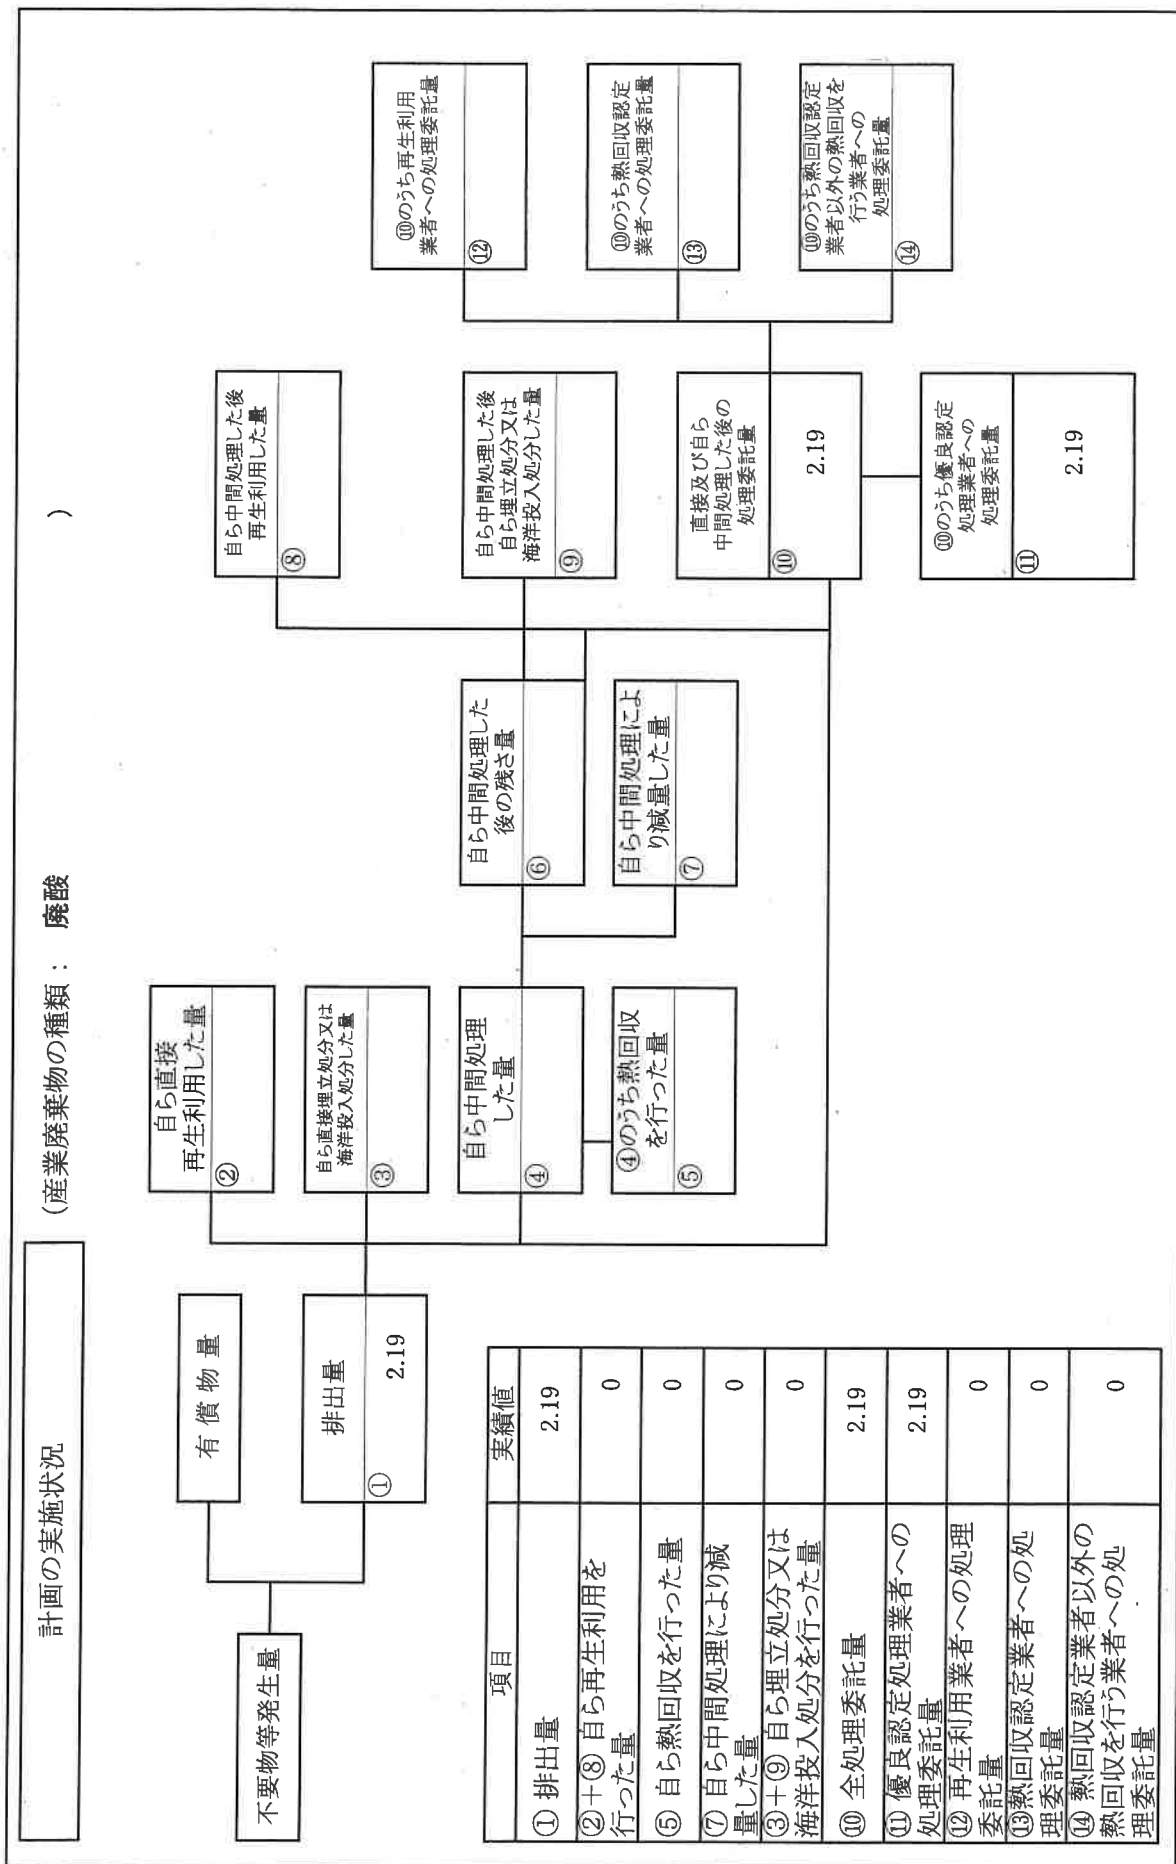 計画の実施状況
(産業廃棄物の種類： 廃酸 )
不要物等発生量
有償物量
排出量
① 2.19
自ら直接
再生利用した量
②
自ら直接埋立処分又は
海洋投入処分した量
③
自ら中間処理
した量
④
④のうち熱回収
を行った量
⑤
自ら中間処理した
後の残さ量
⑥
自ら中間処理によ
り減量した量
⑦
自ら中間処理した後
再生利用した量
⑧
自ら中間処理した後
自ら埋立処分又は
海洋投入処分した量
⑨
直接及び自ら
中間処理した後の
処理委託量
⑩ 2.19
⑩のうち優良認定
処理業者への
処理委託量
⑪ 2.19
⑩のうち再生利用
業者への処理委託量
⑫
⑩のうち熱回収認定
業者への処理委託量
⑬
⑩のうち熱回収認定
業者以外の熱回収を
行う業者への
処理委託量
⑭
項目 実績値
① 排出量 2.19
②＋⑧ 自ら再生利用を
行った量 0
⑤ 自ら熱回収を行った量 0
⑦ 自ら中間処理により減
量した量 0
③＋⑨ 自ら埋立処分又は
海洋投入処分を行った量 0
⑩ 全処理委託量 2.19
⑪ 優良認定処理業者への
処理委託量 2.19
⑫ 再生利用業者への処理
委託量 0
⑬熱回収認定業者への処
理委託量 0
⑭ 熱回収認定業者以外の
熱回収を行う業者への処
理委託量 0